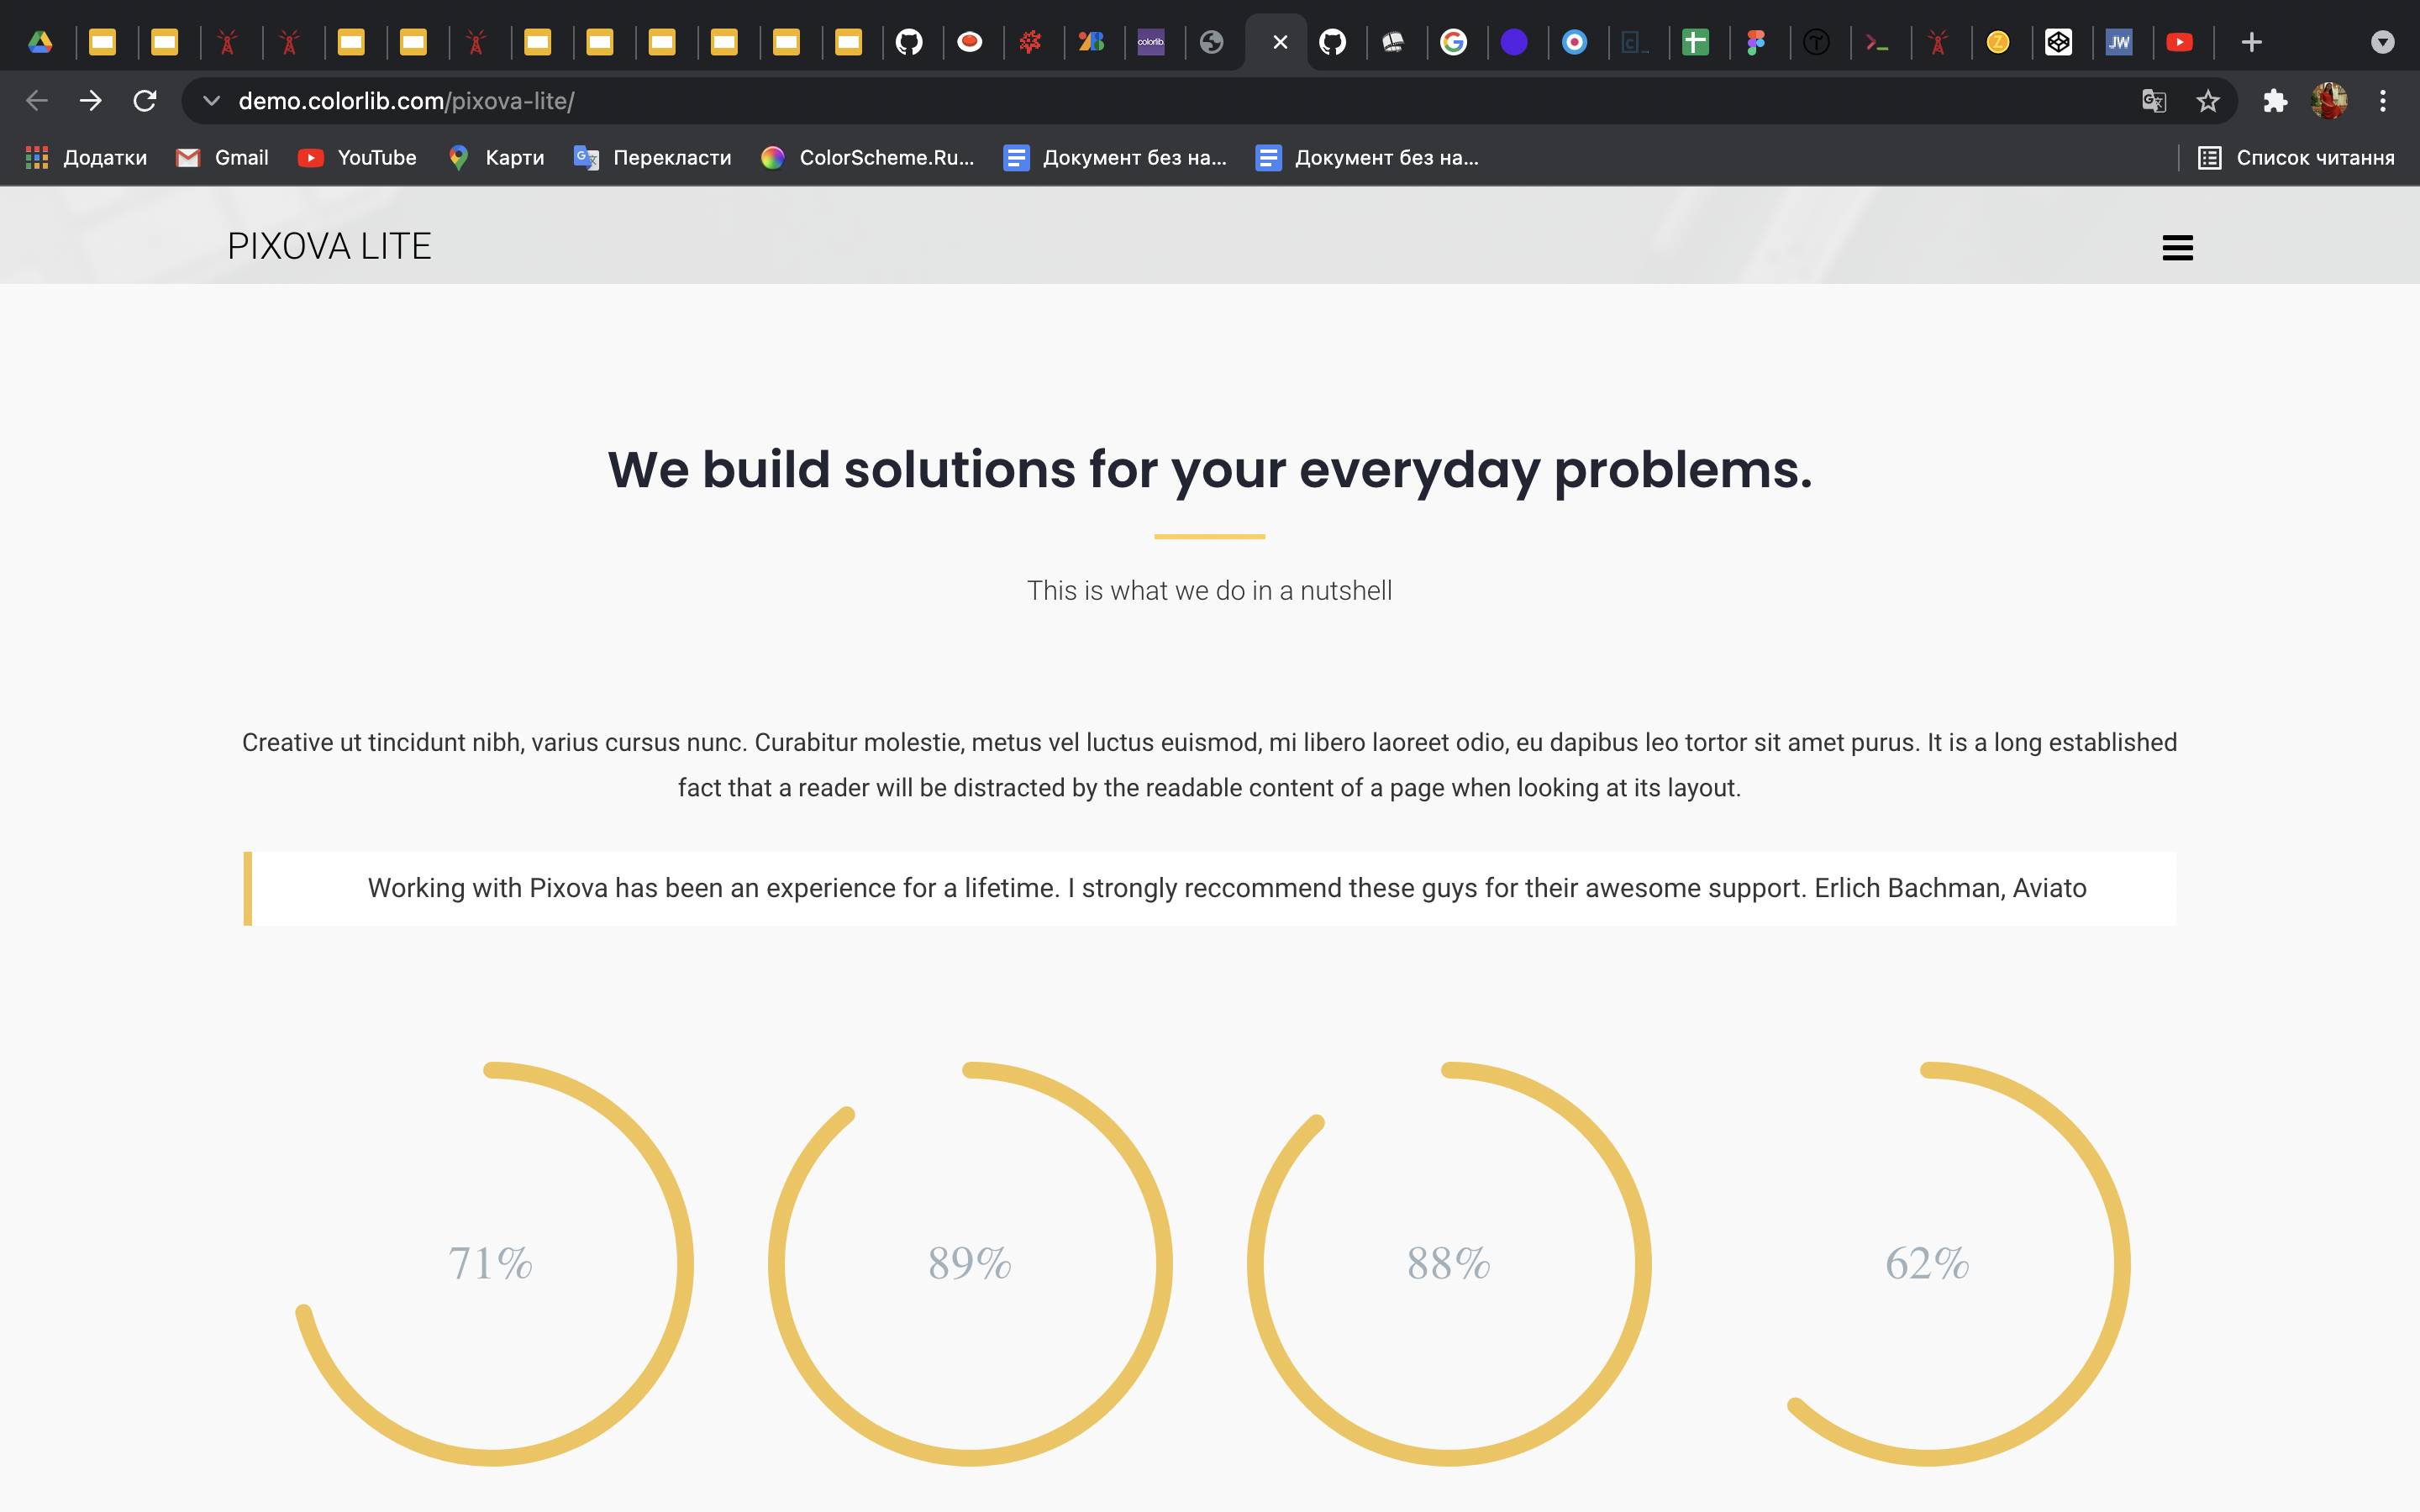 colorlib.
JW
demo.colorlib.com/pixova-lite/
Додатки Gmail YouTube Карти Перекласти ColorScheme.Ru... Документ без на... Документ без на... Список читання
PIXOVA LITE
We build solutions for your everyday problems.
This is what we do in a nutshell
Creative ut tincidunt nibh, varius cursus nunc. Curabitur molestie, metus vel luctus euismod, mi libero laoreet odio, eu dapibus leo tortor sit amet purus. It is a long established
fact that a reader will be distracted by the readable content of a page when looking at its layout.
Working with Pixova has been an experience for a lifetime. I strongly reccommend these guys for their awesome support. Erlich Bachman, Aviato
71% 89% 88% 62%